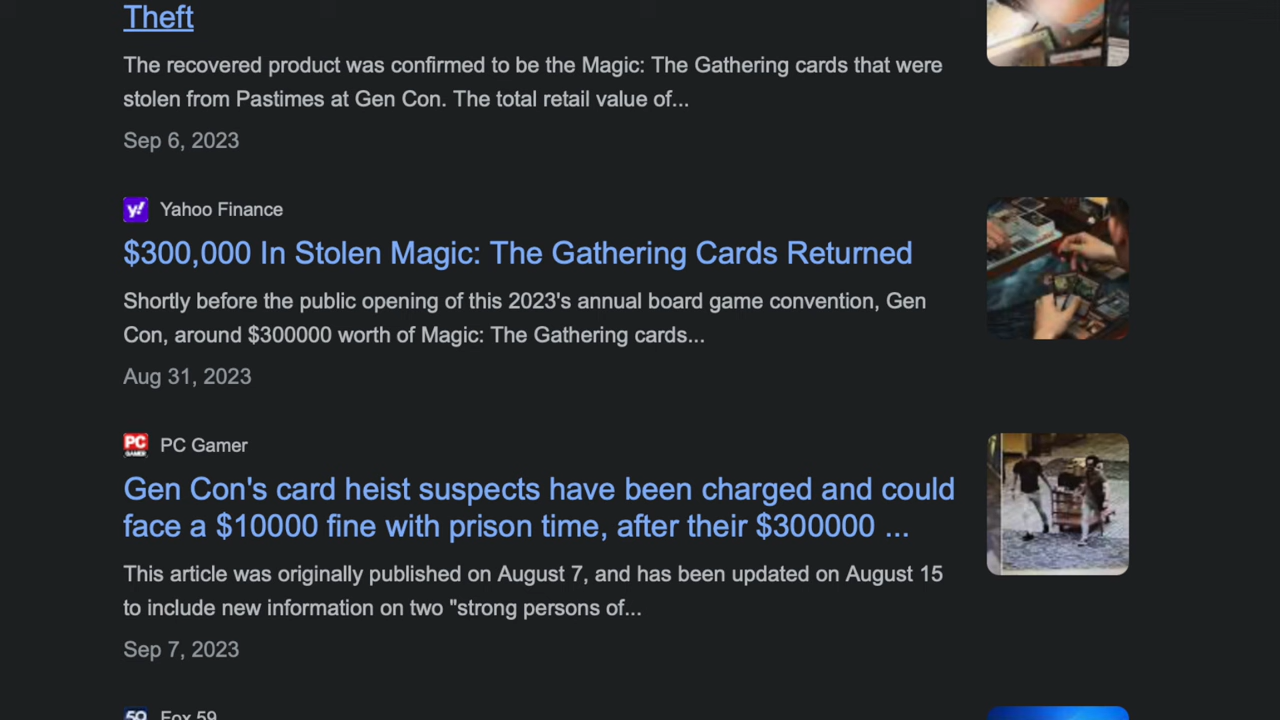 Theft
The recovered product was confirmed to be the Magic: The Gathering cards that were
stolen from Pastimes at Gen Con. The total retail value of...
Sep 6, 2023
y! Yahoo Finance
$300,000 In Stolen Magic: The Gathering Cards Returned
Shortly before the public opening of this 2023's annual board game convention, Gen
Con, around $300000 worth of Magic: The Gathering cards...
Aug 31, 2023
PC GAMER PC Gamer
Gen Con's card heist suspects have been charged and could
face a $10000 fine with prison time, after their $300000 ...
This article was originally published on August 7, and has been updated on August 15
to include new information on two "strong persons of...
Sep 7, 2023
59 Fox 59